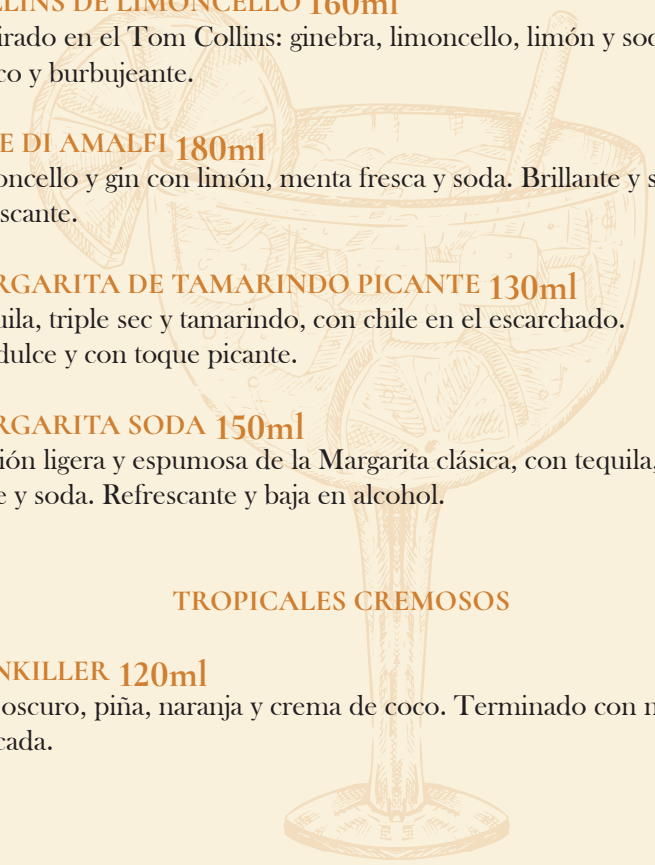 LLINS DE LIMONCELLO 160ml
irado en el Tom Collins: ginebra, limoncello, limón y soc
co y burbujeante.
E DI AMALFI 180ml
oncello y gin con limón, menta fresca y soda. Brillante y s
scante.
RGARITA DE TAMARINDO PICANTE 130ml
uila, triple sec y tamarindo, con chile en el escarchado.
dulce y con toque picante.
RGARITA SODA 150ml
ión ligera y espumosa de la Margarita clásica, con tequila,
e y soda. Refrescante y baja en alcohol.
TROPICALES CREMOSOS
NKILLER 120ml
oscuro, piña, naranja y crema de coco. Terminado con n
cada.